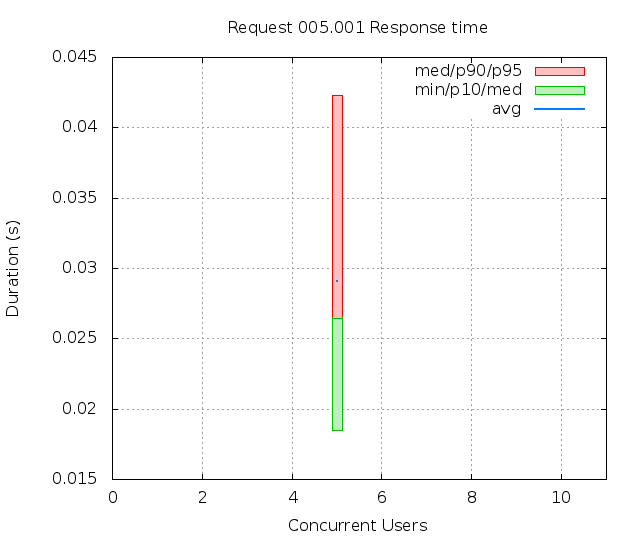 Request 005.001 Response time
med/p90/p95
min/p10/med
avg
0.045
0.04
0.035
0.03
0.025
0.02
0.015
Duration (s)
0 2 4 6 8 10
Concurrent Users